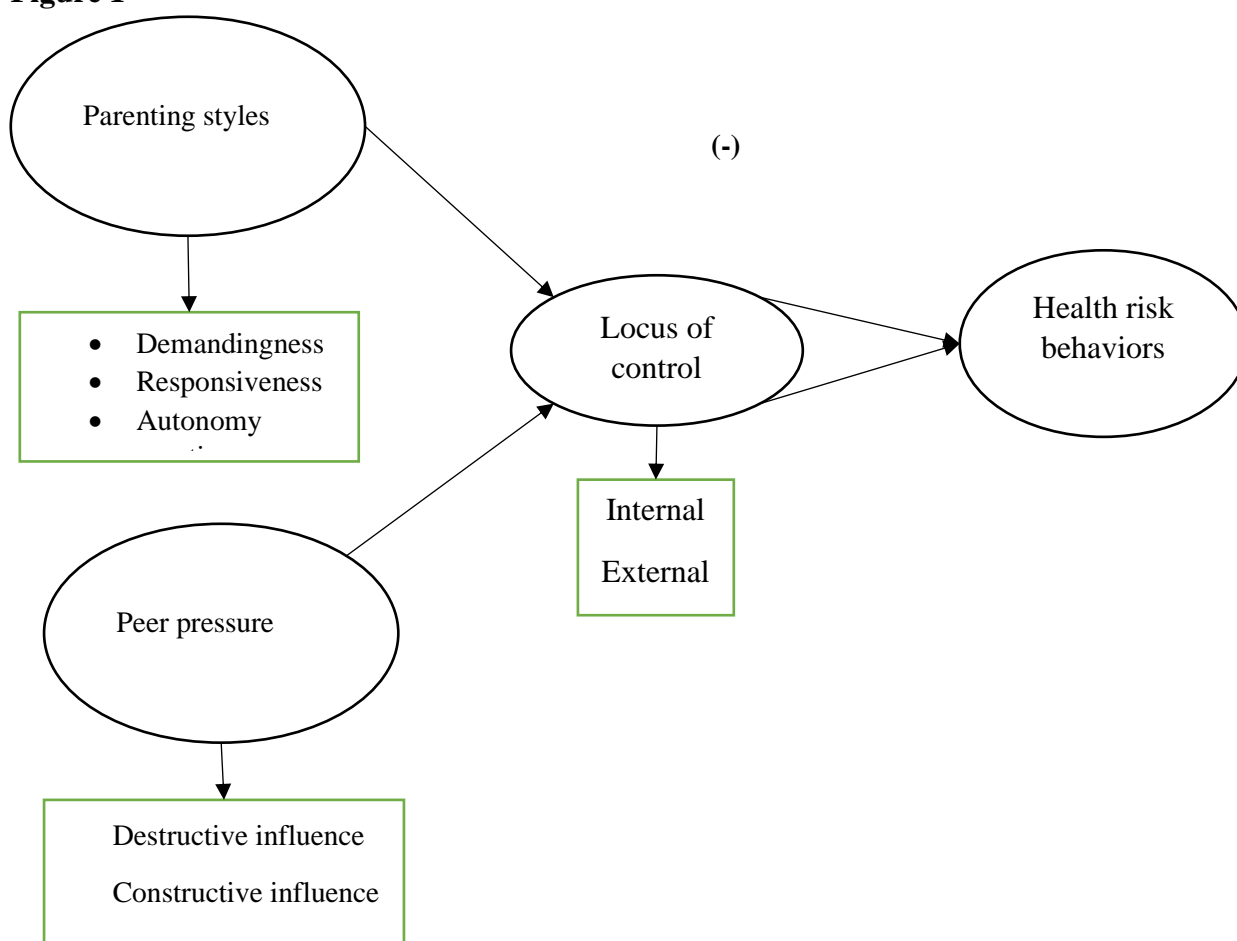 Figure 1
Parenting styles
(-)
• Demandingness
• Responsiveness
• Autonomy
Locus of
control
Health risk
behaviors
Internal
External
Peer pressure
Destructive influence
Constructive influence